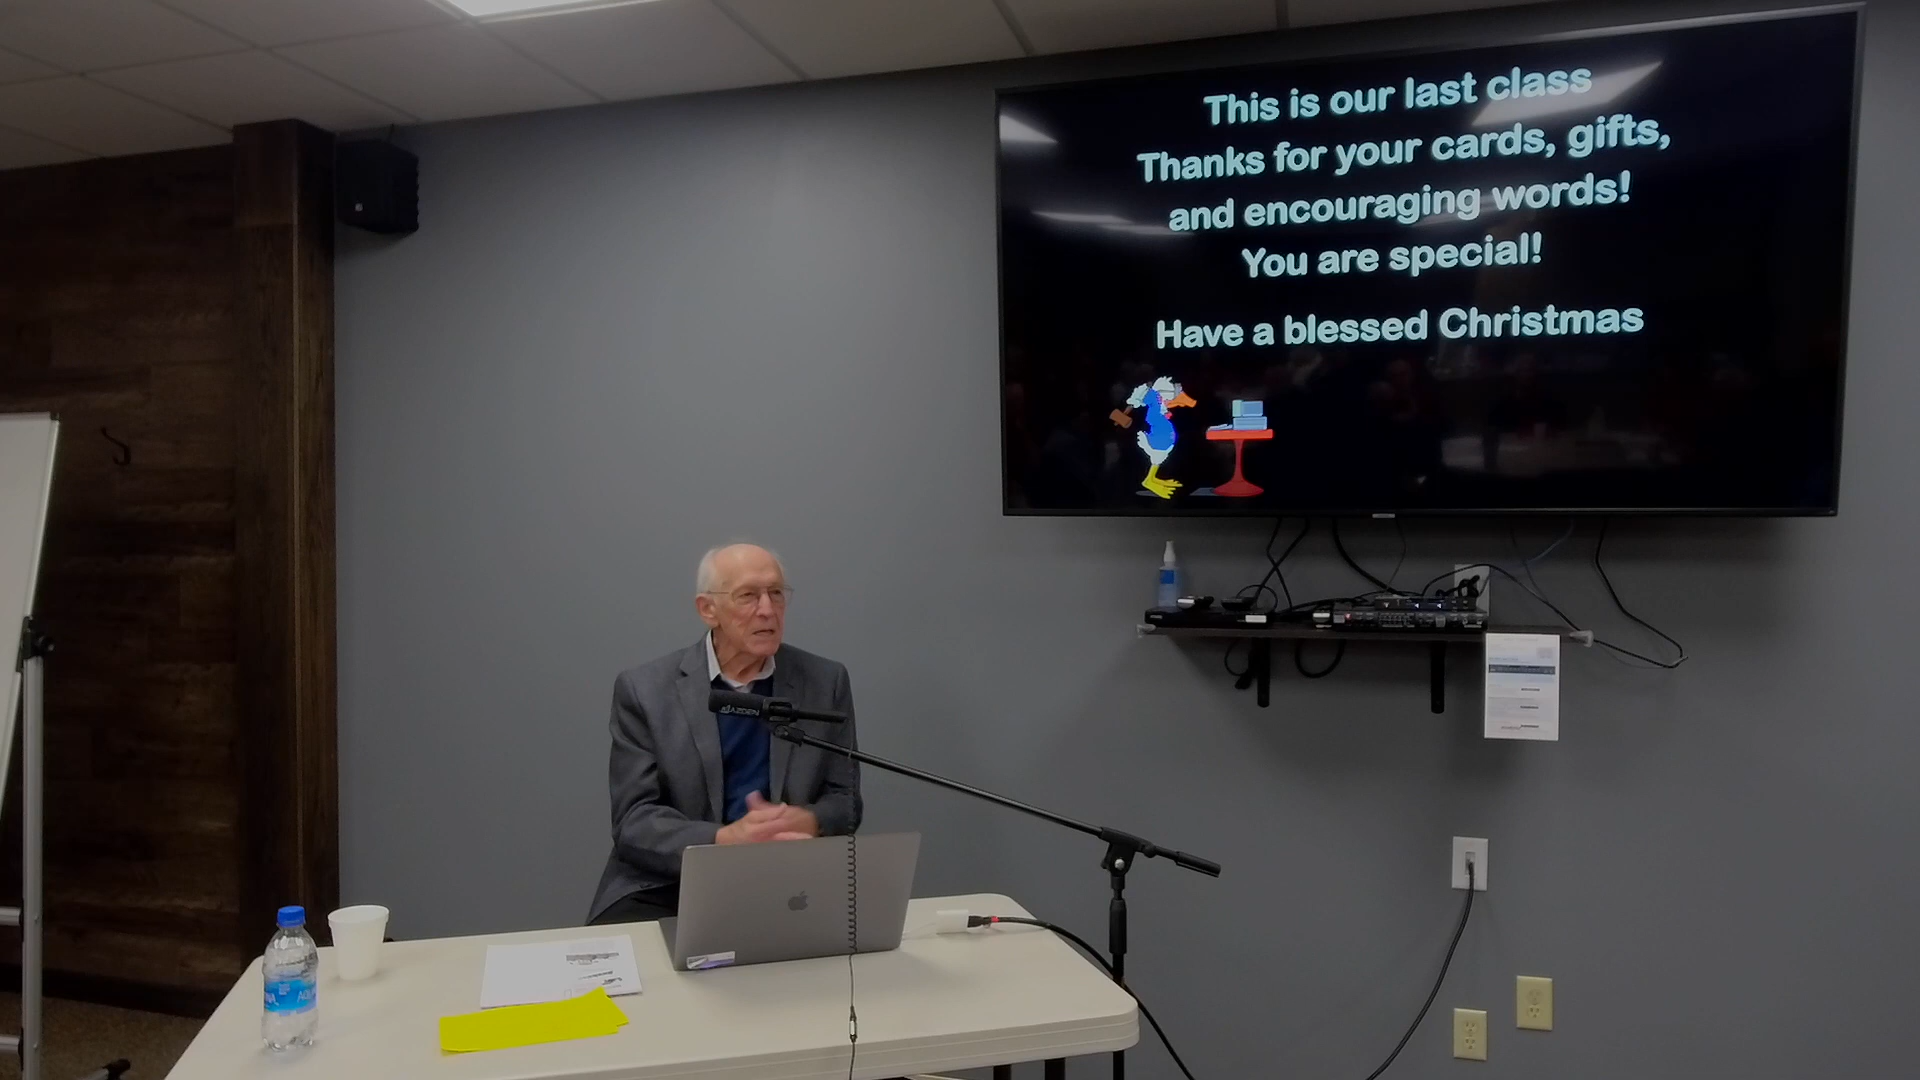 This is our last class
Thanks for your cards, gifts,
and encouraging words!
You are special!
Have a blessed Christmas
AZDEN